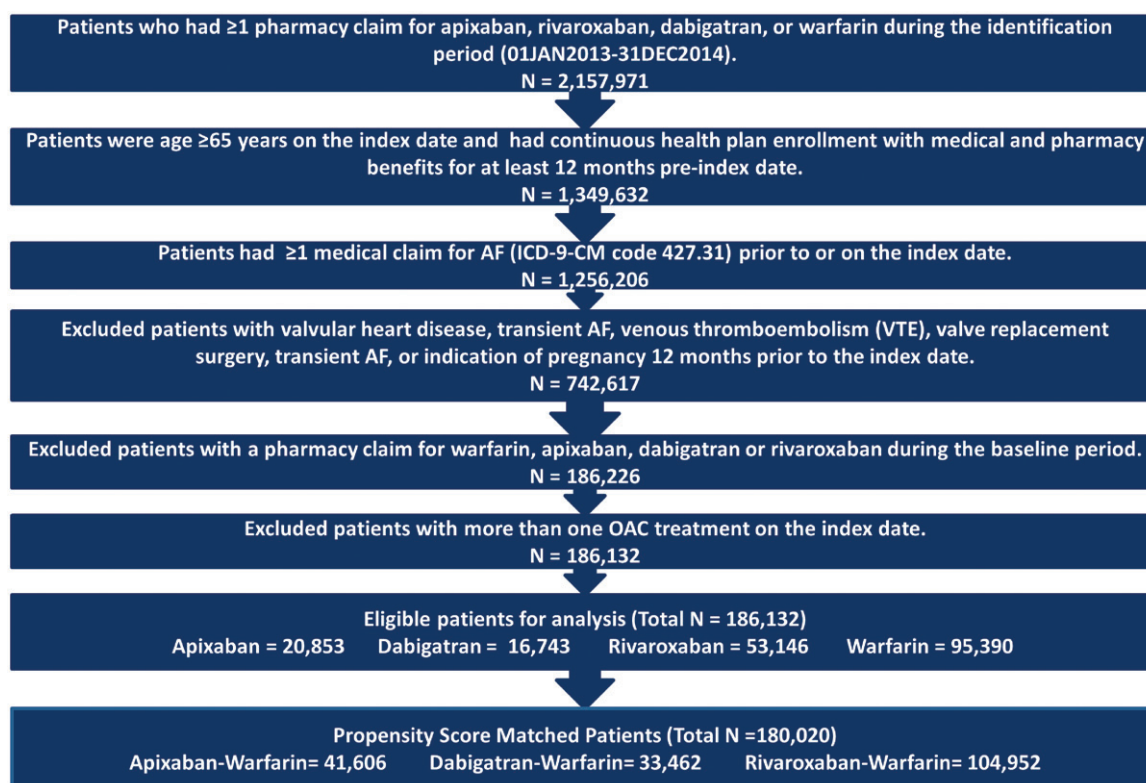 Patients who had ≥1 pharmacy claim for apixaban, rivaroxaban, dabigatran, or warfarin during the identification
period (01JAN2013-31DEC2014).
N = 2,157,971
Patients were age ≥65 years on the index date and had continuous health plan enrollment with medical and pharmacy
benefits for at least 12 months pre-index date.
N = 1,349,632
Patients had ≥1 medical claim for AF (ICD-9-CM code 427.31) prior to or on the index date.
N = 1,256,206
Excluded patients with valvular heart disease, transient AF, venous thromboembolism (VTE), valve replacement
surgery, transient AF, or indication of pregnancy 12 months prior to the index date.
N = 742,617
Excluded patients with a pharmacy claim for warfarin, apixaban, dabigatran or rivaroxaban during the baseline period.
N = 186,226
Excluded patients with more than one OAC treatment on the index date.
N = 186,132
Eligible patients for analysis (Total N = 186,132)
Apixaban = 20,853 Dabigatran = 16,743 Rivaroxaban = 53,146 Warfarin = 95,390
Propensity Score Matched Patients (Total N =180,020)
Apixaban-Warfarin= 41,606 Dabigatran-Warfarin= 33,462 Rivaroxaban-Warfarin= 104,952